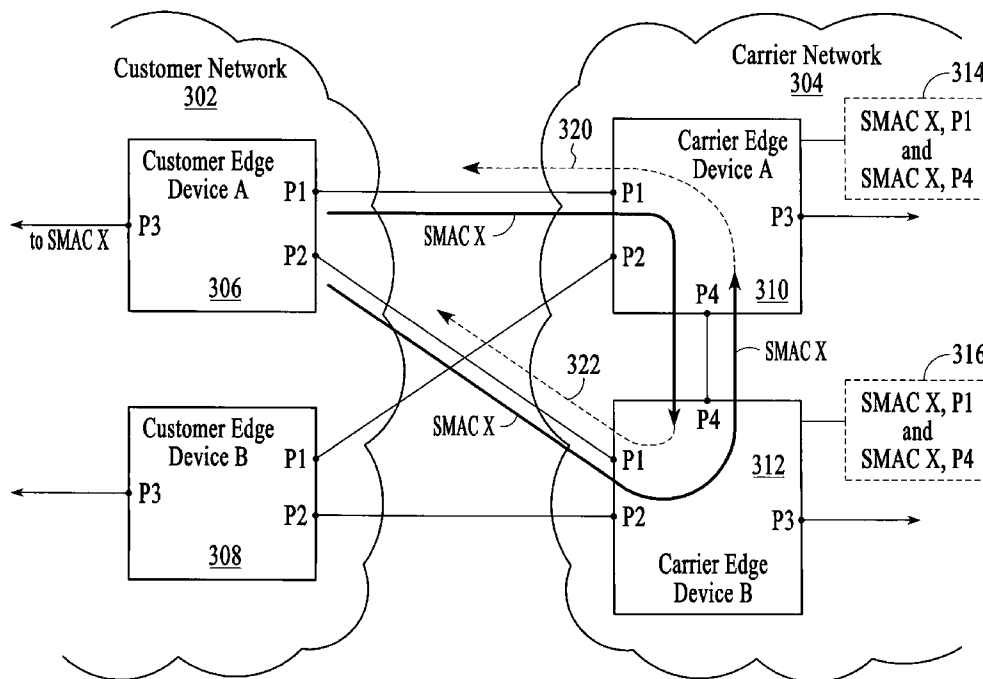 Customer Network
302
Carrier Network
304
314
SMAC X, P1
and
SMAC X, P4
320
Customer Edge
Device A
P1
P2
P3
306
to SMAC X
SMAC X
Carrier Edge
Device A
P1
P2
P3
P4
310
SMAC X
316
SMAC X, P1
and
SMAC X, P4
322
SMAC X
Customer Edge
Device B
P1
P2
P3
308
P4
P1
312
P2
P3
Carrier Edge
Device B